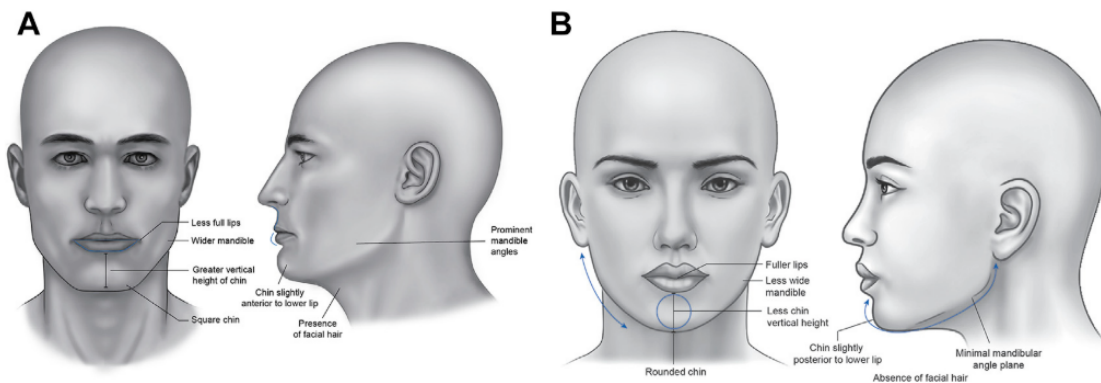 A
Less full lips
Wider mandible
Greater vertical
height of chin
Square chin
Prominent
mandible
angles
Chin slightly
anterior to lower lip
Presence
of facial hair
B
Fuller lips
Less wide
mandible
Less chin
vertical height
Rounded chin
Chin slightly
posterior to lower lip
Minimal mandibular
angle plane
Absence of facial hair